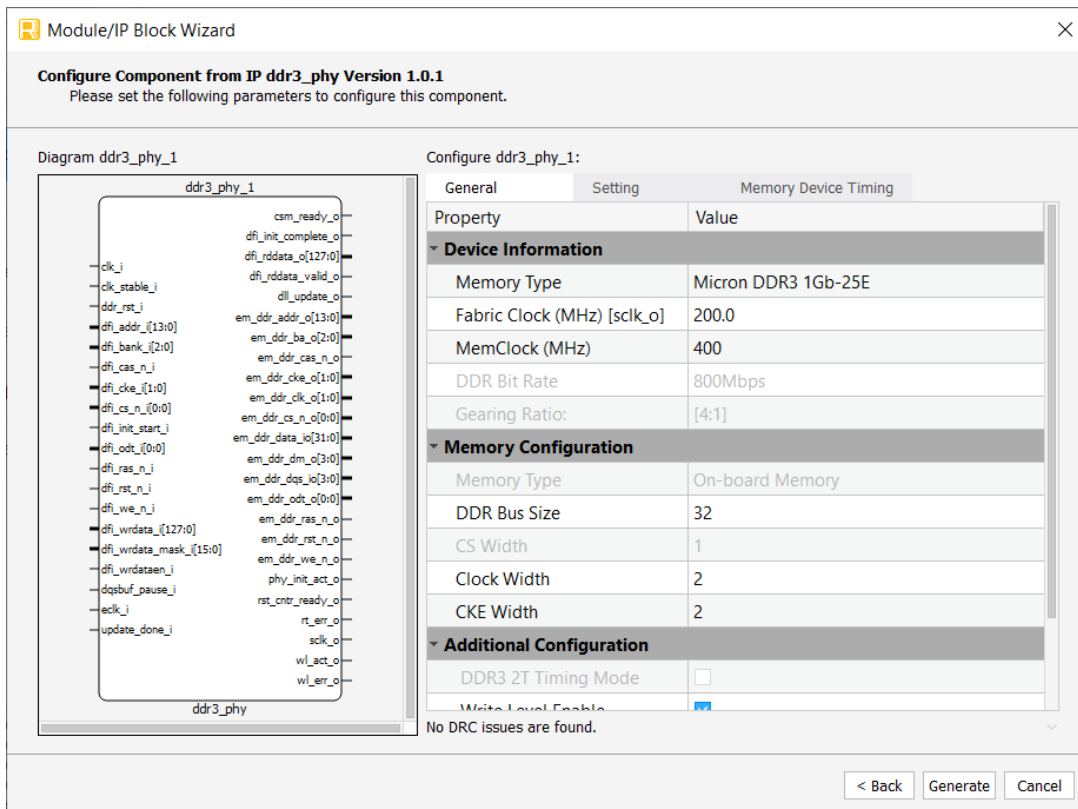 Module/IP Block Wizard
Configure Component from IP ddr3_phy Version 1.0.1
Please set the following parameters to configure this component.
Diagram ddr3_phy_1
ddr3_phy_1
clk_i
clk_stable_i
ddr_rst_i
dfi_addr_i[13:0]
dfi_bank_i[2:0]
dfi_cas_n_i
dfi_cke_i[1:0]
dfi_cs_n_i[0:0]
dfi_init_start_i
dfi_odt_i[0:0]
dfi_ras_n_i
dfi_rst_n_i
dfi_we_n_i
dfi_wrdata_i[127:0]
dfi_wrdata_mask_i[15:0]
dfi_wrdataen_i
dqsbuf_pause_i
eclk_i
update_done_i
csm_ready_o
dfi_init_complete_o
dfi_rddata_o[127:0]
dfi_rddata_valid_o
dll_update_o
em_ddr_addr_o[13:0]
em_ddr_ba_o[2:0]
em_ddr_cas_n_o
em_ddr_cke_o[1:0]
em_ddr_clk_o[1:0]
em_ddr_cs_n_o[0:0]
em_ddr_data_io[31:0]
em_ddr_dm_o[3:0]
em_ddr_dqs_io[3:0]
em_ddr_odt_o[0:0]
em_ddr_ras_n_o
em_ddr_rst_n_o
em_ddr_we_n_o
phy_init_act_o
rst_cntr_ready_o
rt_err_o
sclk_o
wl_act_o
wl_err_o
ddr3_phy
Configure ddr3_phy_1:
General Setting Memory Device Timing
Property Value
Device Information
Memory Type Micron DDR3 1Gb-25E
Fabric Clock (MHz) [sclk_o] 200.0
MemClock (MHz) 400
DDR Bit Rate 800Mbps
Gearing Ratio: [4:1]
Memory Configuration
Memory Type On-board Memory
DDR Bus Size 32
CS Width 1
Clock Width 2
CKE Width 2
Additional Configuration
DDR3 2T Timing Mode
Write Level Enable
No DRC issues are found.
< Back Generate Cancel